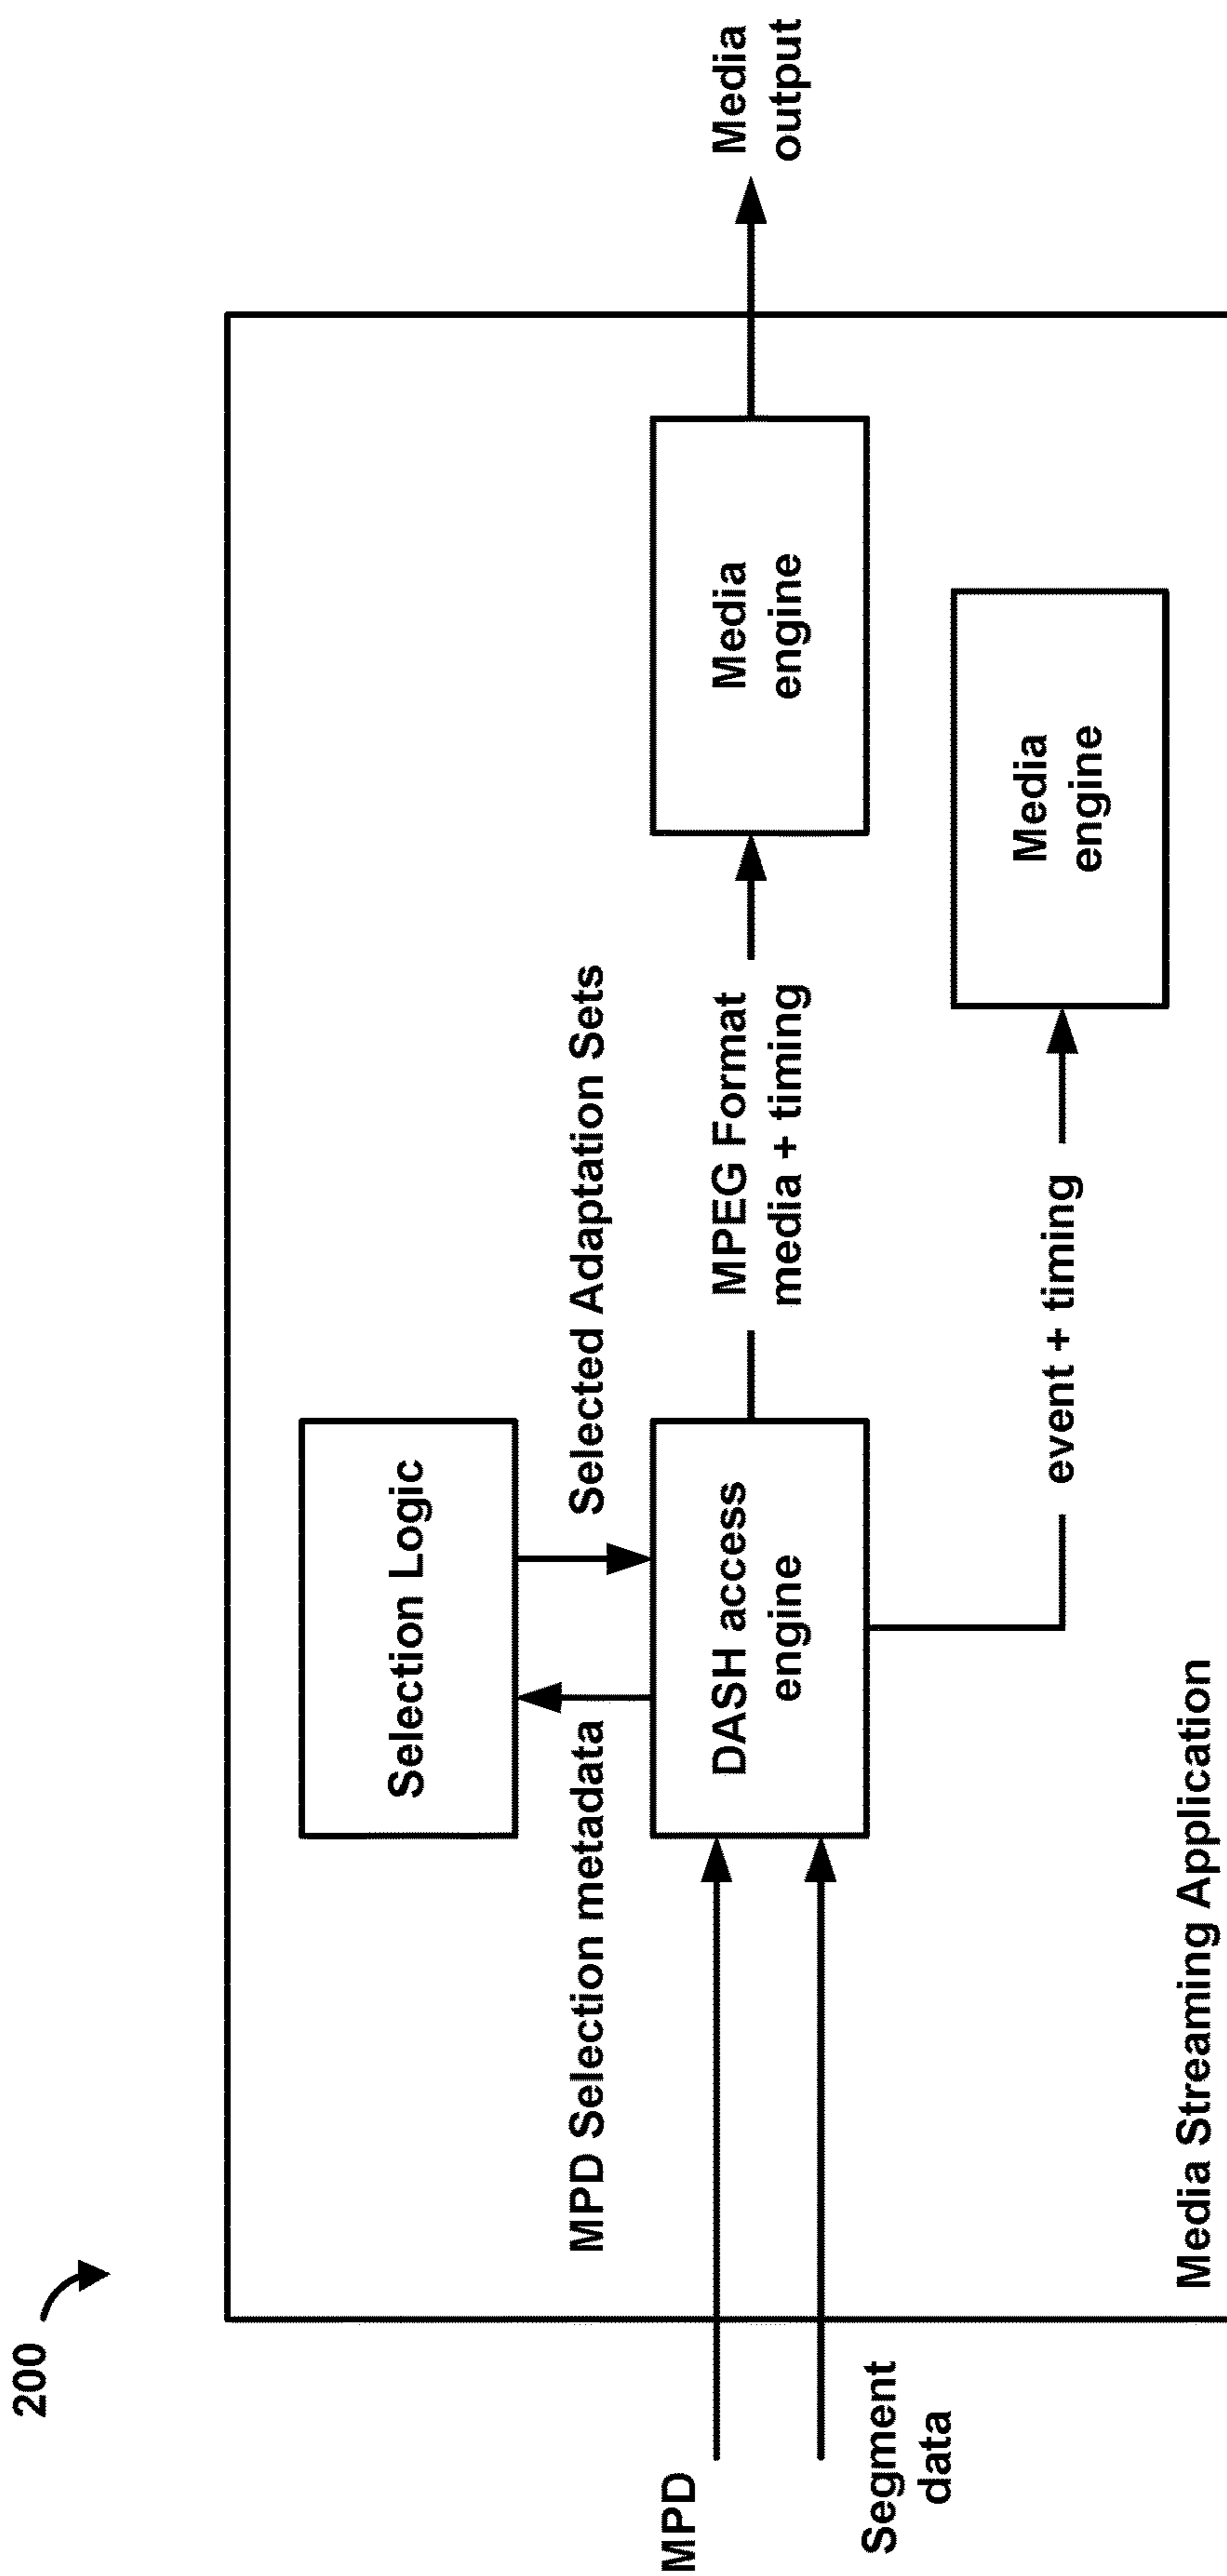 200
Selection Logic
MPD Selection metadata
Selected Adaptation Sets
MPD
Segment
data
DASH access
engine
MPEG Format
media + timing
Media
engine
Media
output
event + timing
Media
engine
Media Streaming Application